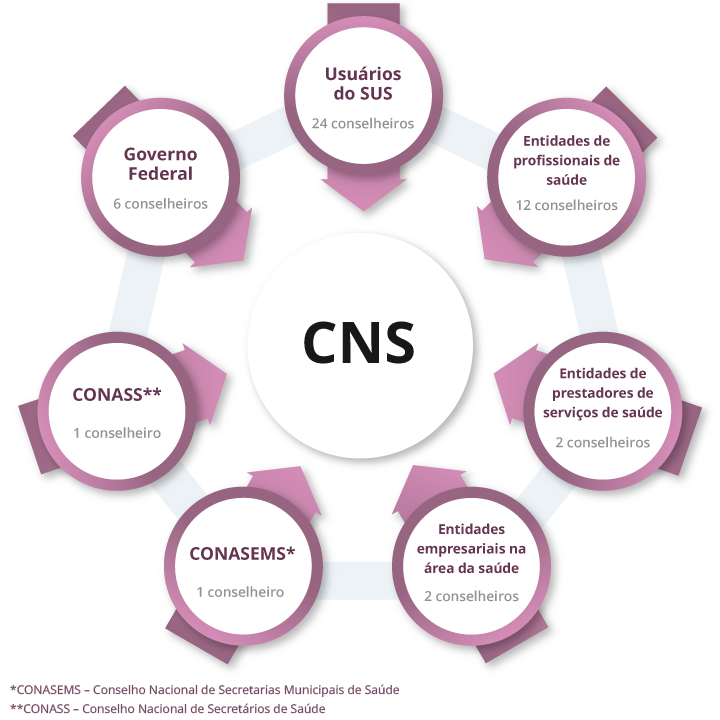 Usuários
do SUS
24 conselheiros
Entidades de
profissionais de
saúde
12 conselheiros
Entidades de
prestadores de
serviços de saúde
2 conselheiros
Entidades
empresariais na
área da saúde
2 conselheiros
CONASEMS*
1 conselheiro
CONASS**
1 conselheiro
Governo
Federal
6 conselheiros
CNS
*CONASEMS – Conselho Nacional de Secretarias Municipais de Saúde
**CONASS – Conselho Nacional de Secretários de Saúde